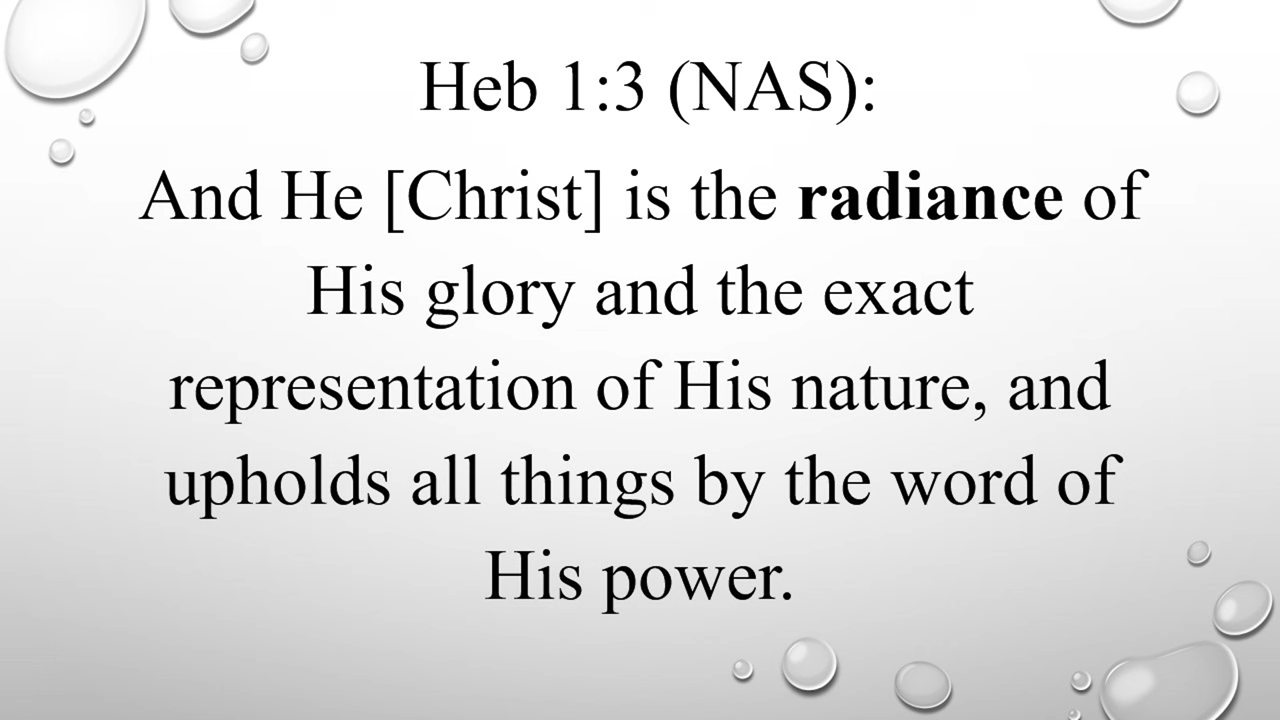 Heb 1:3 (NAS):
And He [Christ] is the radiance of
His glory and the exact
representation of His nature, and
upholds all things by the word of
His power.